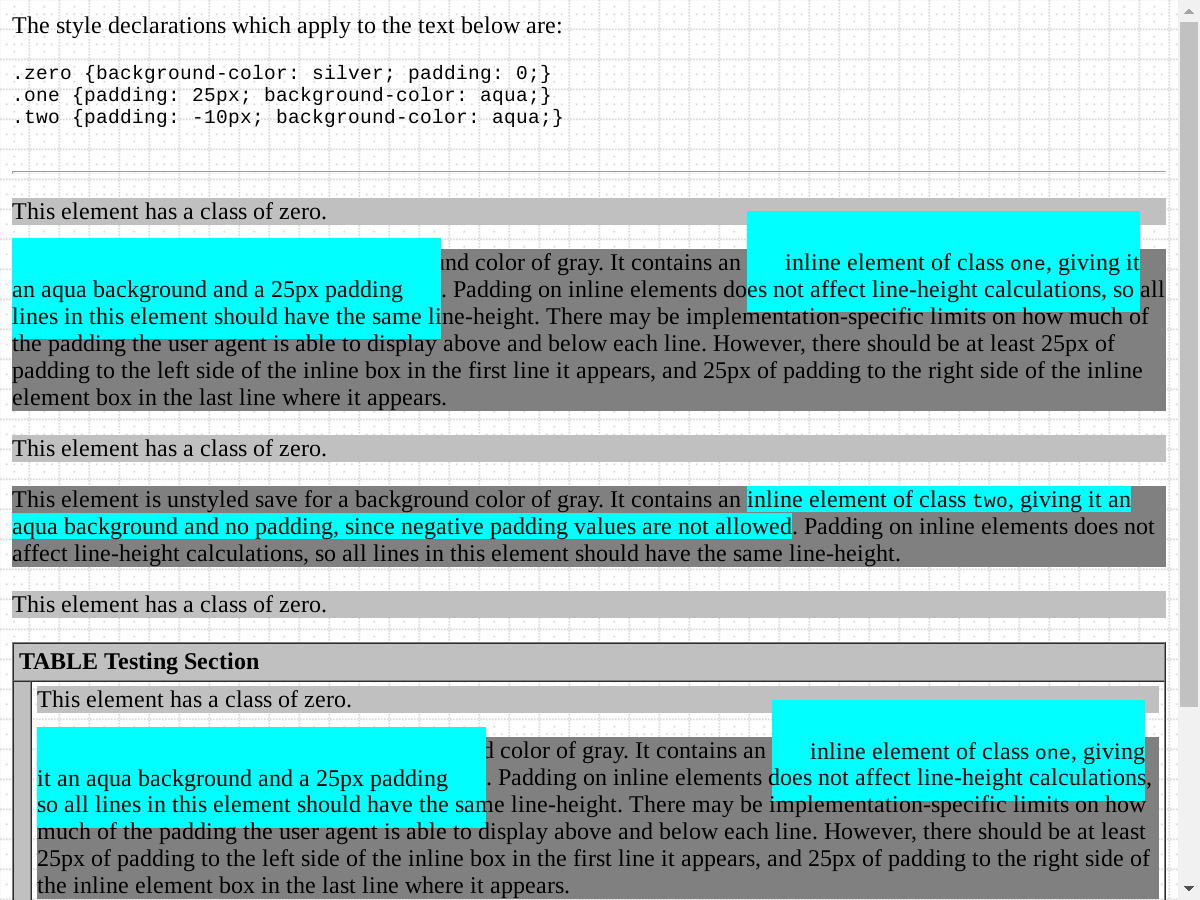 The style declarations which apply to the text below are:
.zero {background-color: silver; padding: 0;}
.one {padding: 25px; background-color: aqua;}
.two {padding: -10px; background-color: aqua;}
This element has a class of zero.
nd color of gray. It contains an inline element of class one, giving it
an aqua background and a 25px padding. Padding on inline elements does not affect line-height calculations, so all
lines in this element should have the same line-height. There may be implementation-specific limits on how much of
the padding the user agent is able to display above and below each line. However, there should be at least 25px of
padding to the left side of the inline box in the first line it appears, and 25px of padding to the right side of the inline
element box in the last line where it appears.
This element has a class of zero.
This element is unstyled save for a background color of gray. It contains an inline element of class two, giving it an
aqua background and no padding, since negative padding values are not allowed. Padding on inline elements does not
affect line-height calculations, so all lines in this element should have the same line-height.
This element has a class of zero.
TABLE Testing Section
This element has a class of zero.
d color of gray. It contains an inline element of class one, giving
it an aqua background and a 25px padding. Padding on inline elements does not affect line-height calculations,
so all lines in this element should have the same line-height. There may be implementation-specific limits on how
much of the padding the user agent is able to display above and below each line. However, there should be at least
25px of padding to the left side of the inline box in the first line it appears, and 25px of padding to the right side of
the inline element box in the last line where it appears.